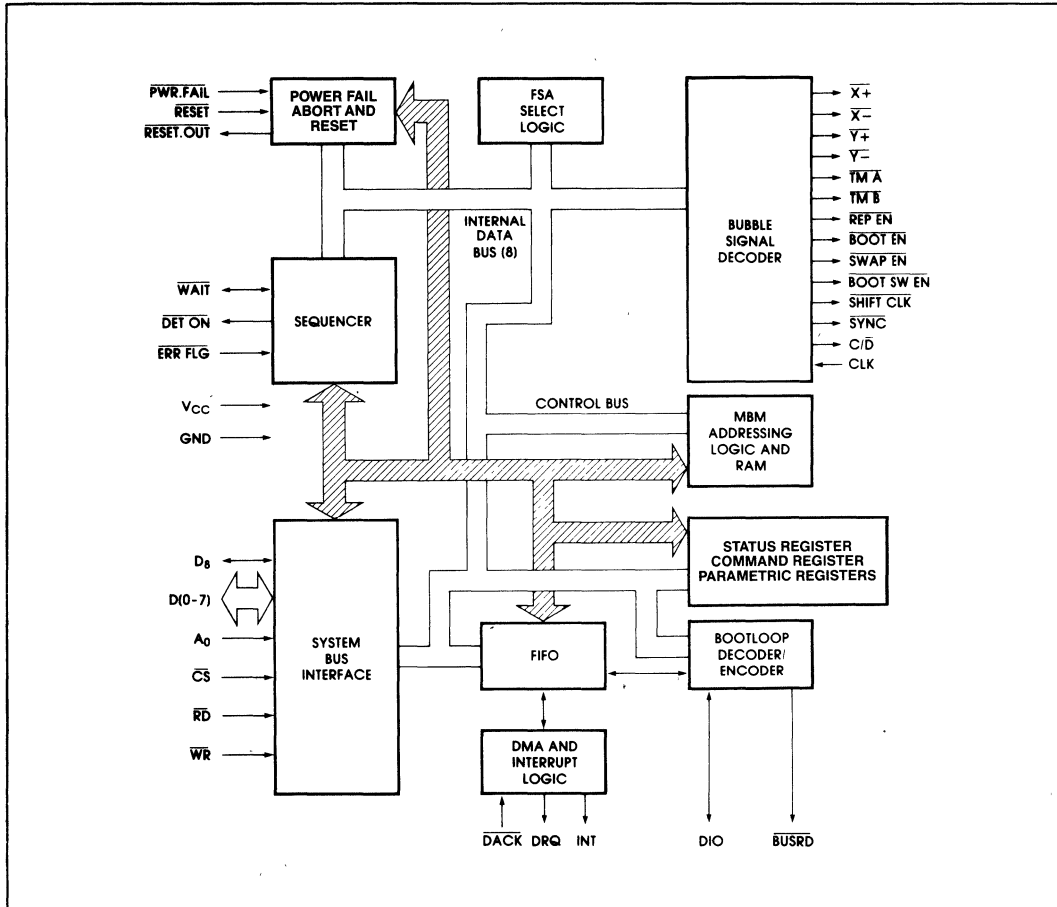 PWR.FAIL
RESET
RESET.OUT
POWER FAIL
ABORT AND
RESET
FSA
SELECT
LOGIC
BUBBLE
SIGNAL
DECODER
X+
X-
Y+
Y-
TM A
TM B
REP EN
BOOT EN
SWAP EN
BOOT SW EN
SHIFT CLK
SYNC
C/D
CLK
INTERNAL
DATA
BUS (8)
WAIT
DET ON
ERR FLG
SEQUENCER
VCC
GND
CONTROL BUS
MBM
ADDRESSING
LOGIC AND
RAM
STATUS REGISTER
COMMAND REGISTER
PARAMETRIC REGISTERS
D8
D(0-7)
A0
CS
RD
WR
SYSTEM
BUS
INTERFACE
FIFO
BOOTLOOP
DECODER/
ENCODER
DMA AND
INTERRUPT
LOGIC
DACK DRQ INT
DIO
BUSRD